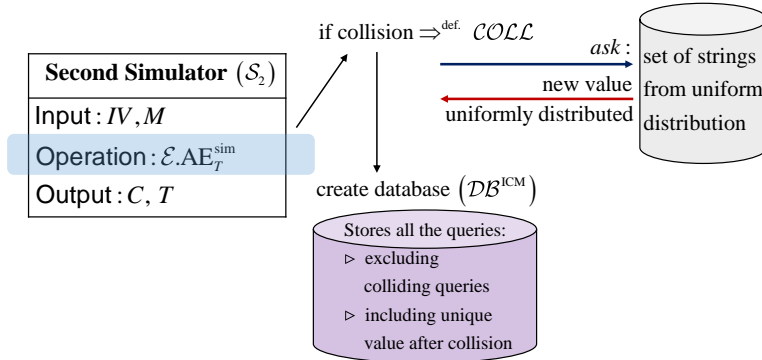 if collision ⇒^def. 𝒞𝒪ℒℒ
ask :
new value
uniformly distributed
set of strings
from uniform
distribution
Second Simulator (𝒮₂)
Input : IV, M
Operation : ℰ.AE_T^sim
Output : C, T
create database (𝒟ℬ^ICM)
Stores all the queries:
▹ excluding
colliding queries
▹ including unique
value after collision